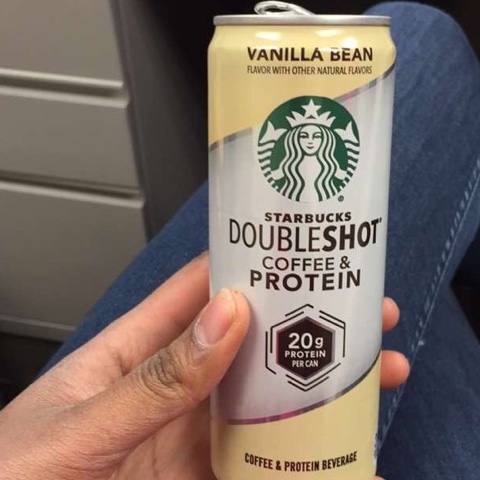 VANILLA BEAN
FLAVOR WITH OTHER NATURAL FLAVORS
STARBUCKS
DOUBLESHOT
COFFEE &
PROTEIN
20g
PROTEIN
PER CAN
COFFEE & PROTEIN BEVERAGE